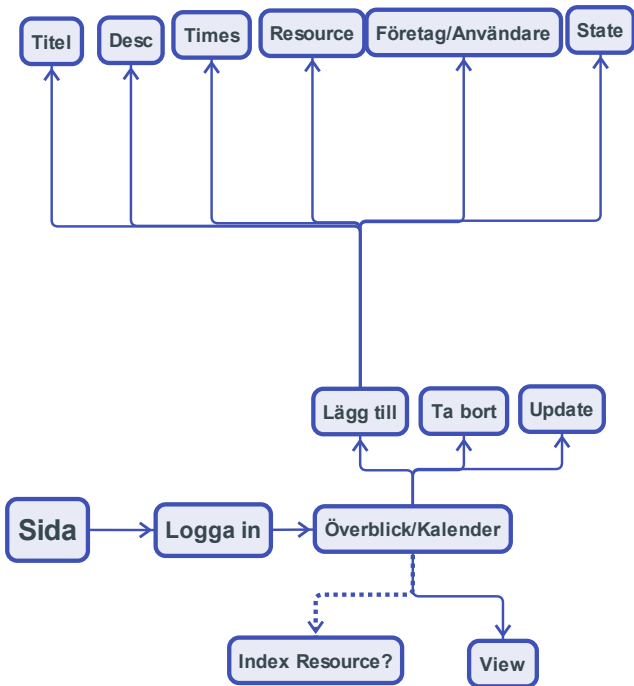 Titel
Desc
Times
Resource
Företag/Användare
State
Lägg till
Ta bort
Update
Sida
Logga in
Överblick/Kalender
Index Resource?
View